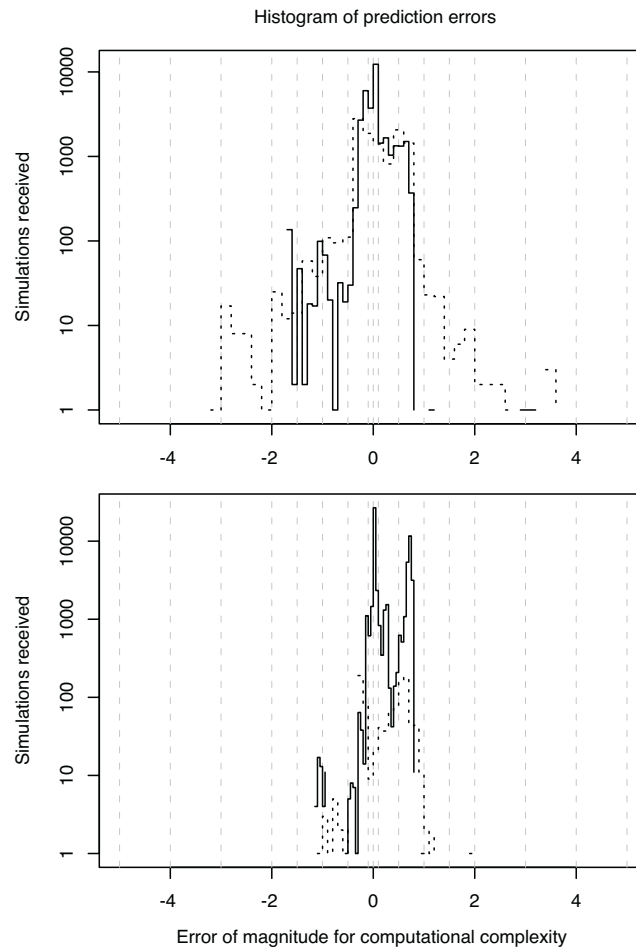 Histogram of prediction errors
Simulations received
10000
1000
100
10
1
-4 -2 0 2 4
Simulations received
10000
1000
100
10
1
-4 -2 0 2 4
Error of magnitude for computational complexity